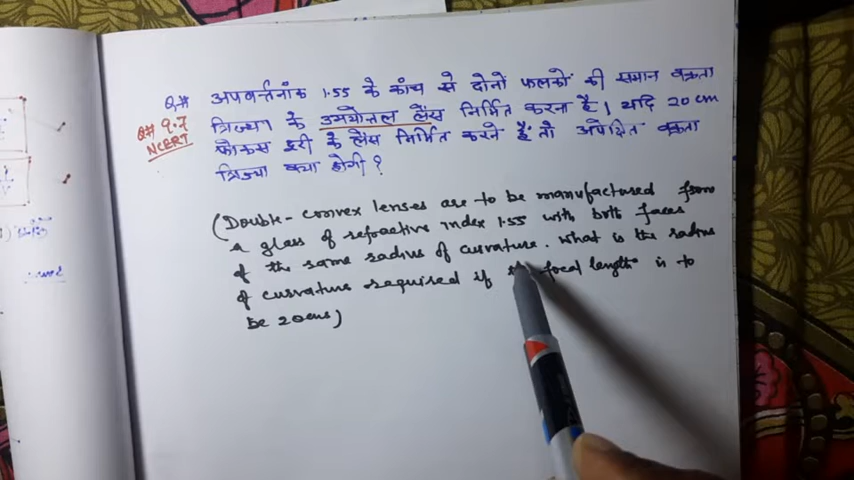 Q.# अपवर्त्तनांक 1.55 के कांच से दोनों फलकों की समान वक्रता
Q# 9.7 त्रिज्या के उभयोत्तल लेंस निर्मित करना है। यदि 20 cm
NCERT फोकस दूरी के लेंस निर्मित करने हैं तो अपेक्षित वक्रता
त्रिज्या क्या होगी?
(Double-convex lenses are to be manufactured from
a glass of refractive index 1.55 with both faces
of the same radius of curvature. What is the radius
of curvature required if focal length is to
be 20cms)